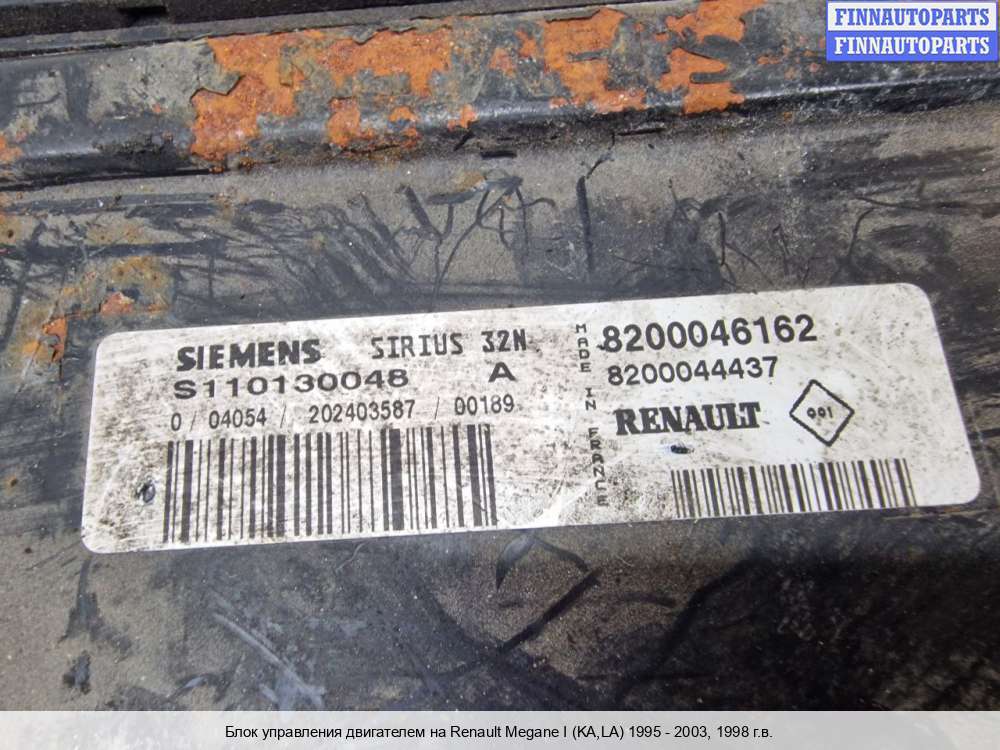 FINNAUTOPARTS
FINNAUTOPARTS
SIEMENS SIRIUS 32N
S110130048 A
0 / 04054 / 202403587 / 00189
MADE IN FRANCE
8200046162
8200044437
RENAULT 001
Блок управления двигателем на Renault Megane I (KA,LA) 1995 - 2003, 1998 г.в.